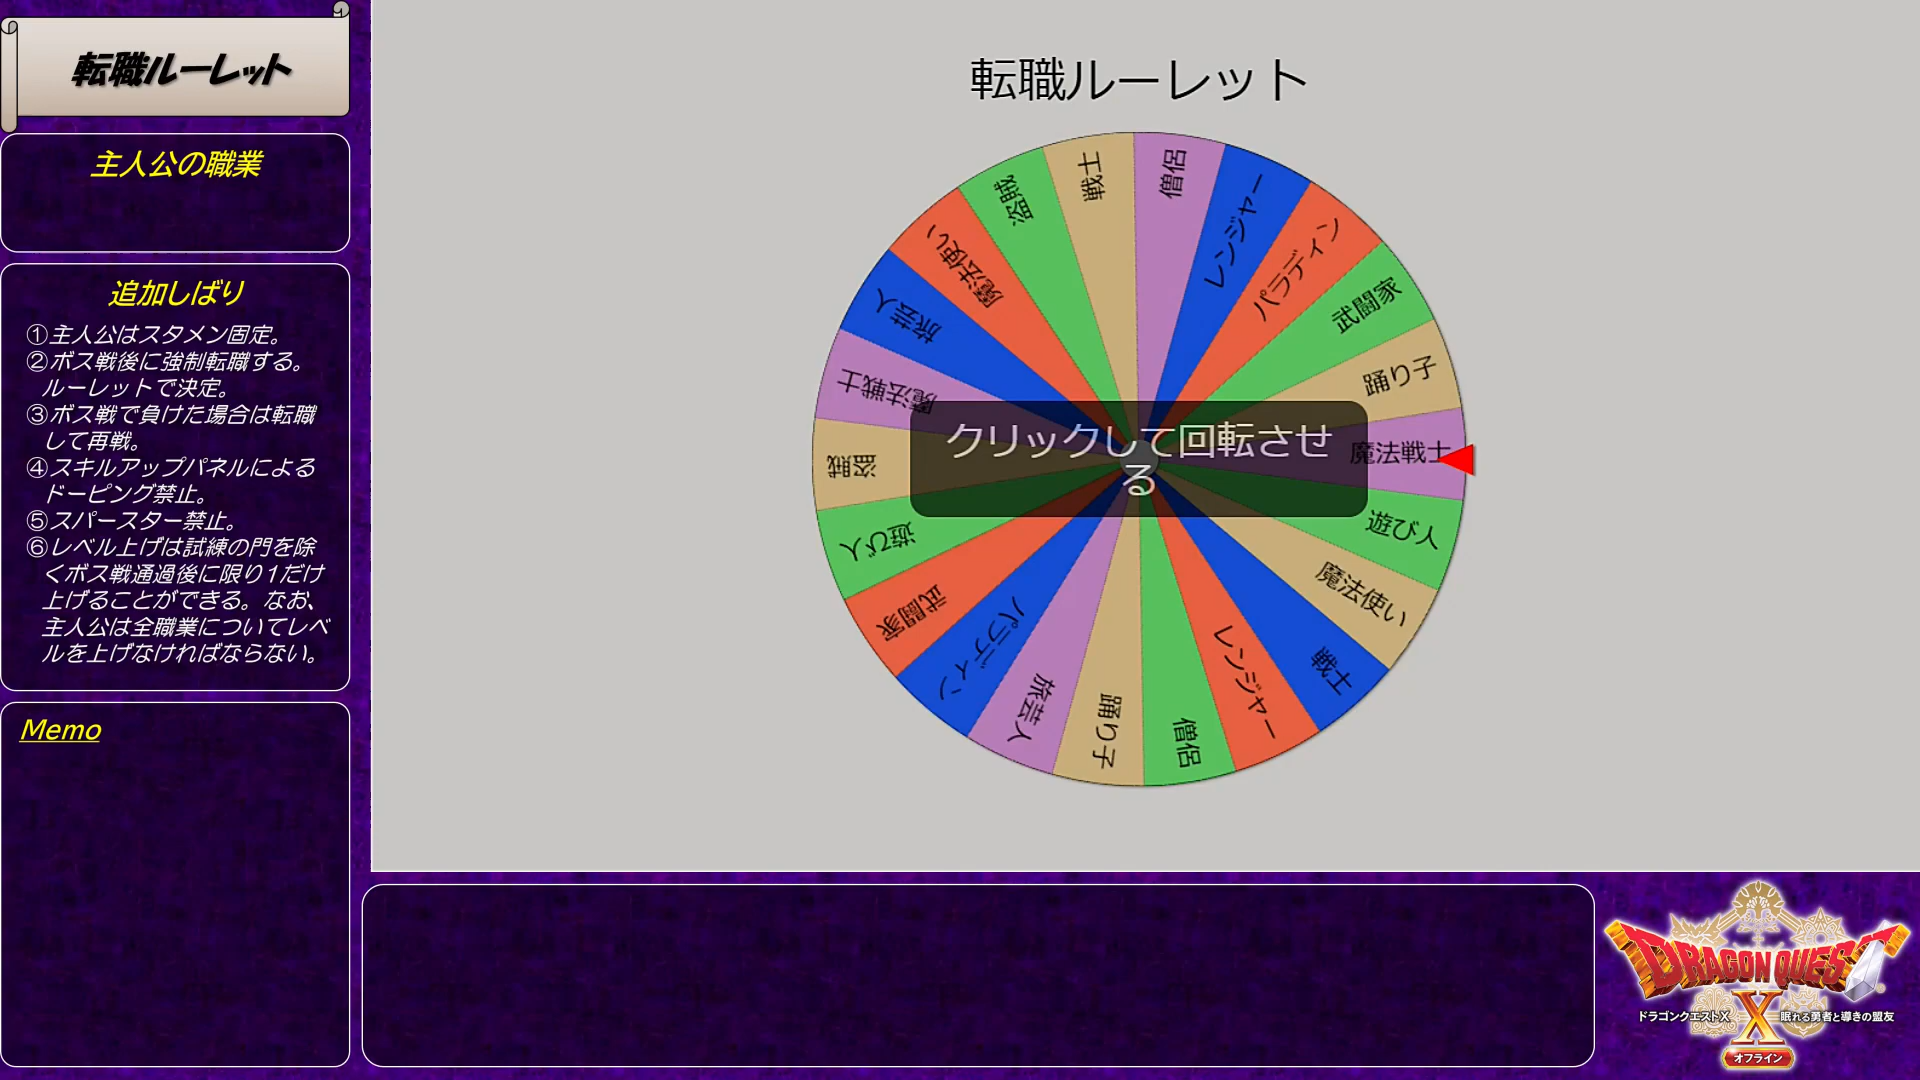 転職ルーレット
主人公の職業
追加しばり
①主人公はスタメン固定。
②ボス戦後に強制転職する。
ルーレットで決定。
③ボス戦で負けた場合は転職
して再戦。
④スキルアップパネルによる
ドーピング禁止。
⑤スパースター禁止。
⑥レベル上げは試練の門を除
くボス戦通過後に限り1だけ
上げることができる。なお、
主人公は全職業についてレベ
ルを上げなければならない。
Memo
転職ルーレット
僧侶
レンジャー
パラディン
武闘家
踊り子
魔法戦士
遊び人
魔法使い
戦士
レンジャー
僧侶
踊り子
旅芸人
パラディン
武闘家
遊び人
盗賊
魔法戦士
旅芸人
魔法使い
盗賊
戦士
クリックして回転させ
る
DRAGON QUEST
X
ドラゴンクエストX 眠れる勇者と導きの盟友
オフライン